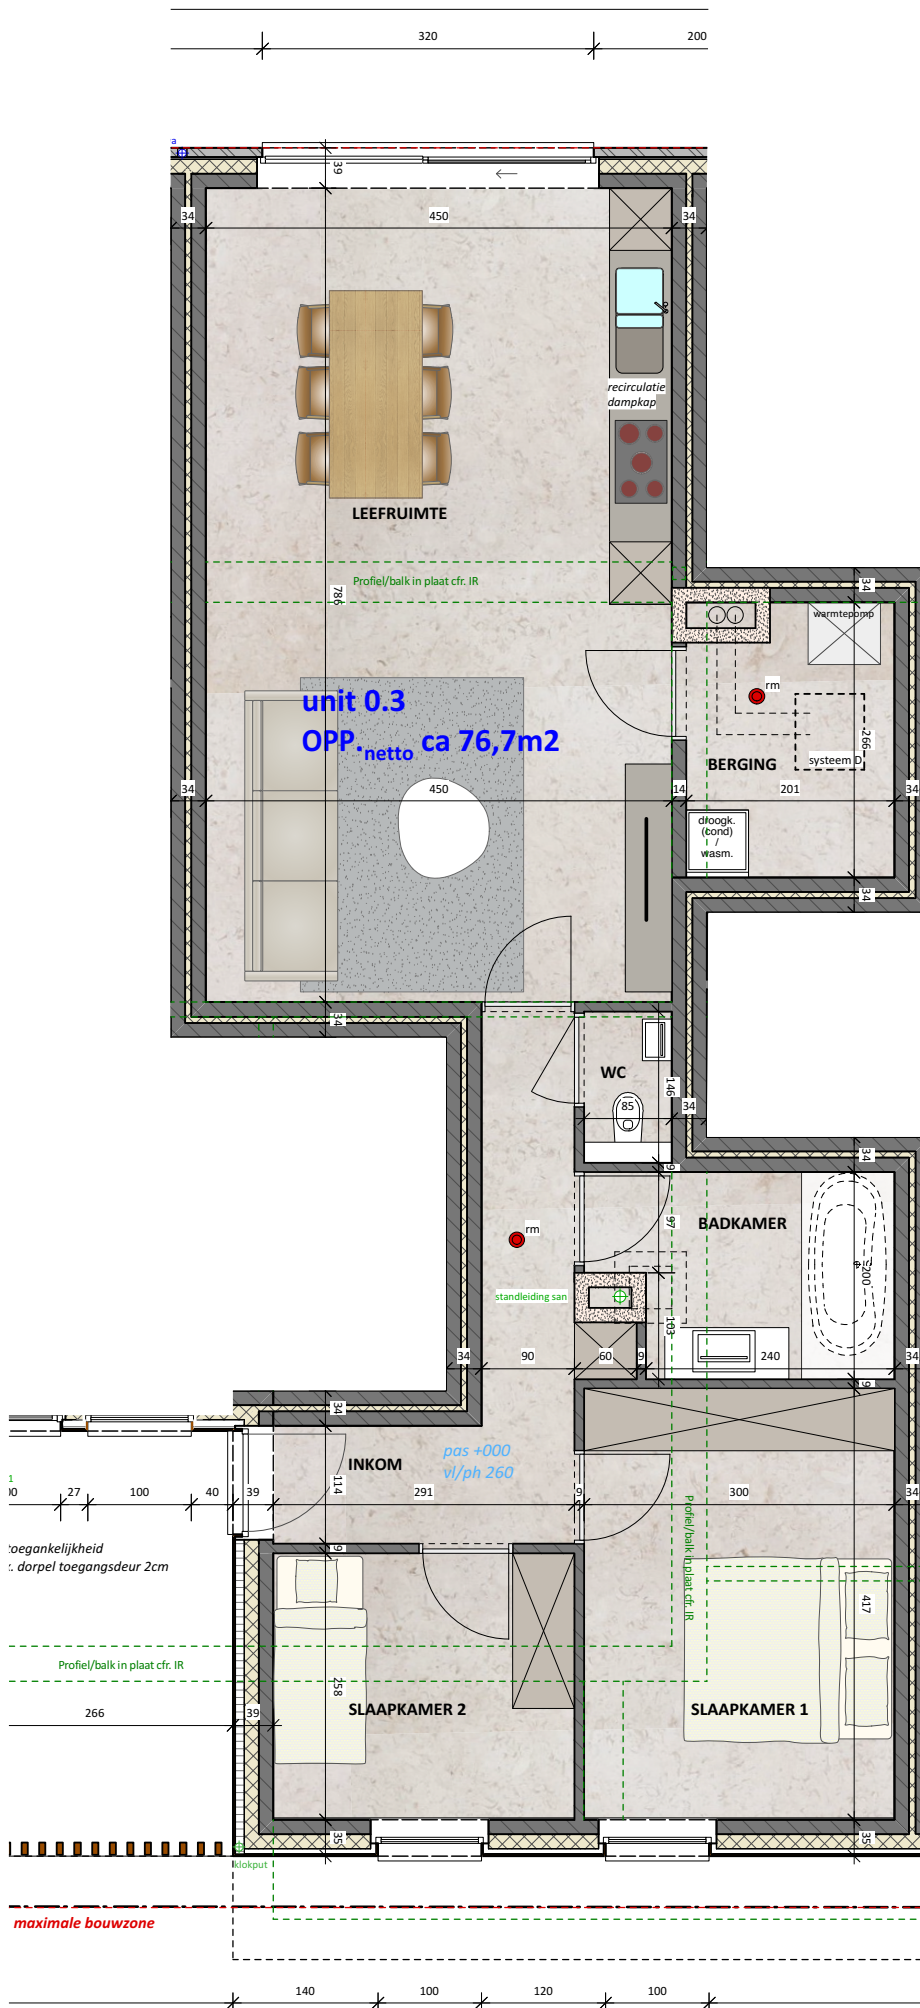 320
200
a
39
34
450
34
recirculatie
dampkap
LEEFRUIMTE
34
Profiel/balk in plaat cfr. IR
786
warmtepomp
rm
unit 0.3
OPP.netto ca 76,7m2
266
BERGING
systeem D
34
450
14
201
34
droogk.
(cond)
/
wasm.
34
34
WC
146
85
34
34
9
rm
97
BADKAMER
200
standleiding san
103
34
90
60
9
240
34
9
34
INKOM
pas +000
vl/ph 260
114
1
00
27
100
40
39
291
9
300
34
Profiel/balk in plaat cfr. IR
toegankelijkheid
dorpel toegangsdeur 2cm
9
417
Profiel/balk in plaat cfr. IR
258
SLAAPKAMER 2
SLAAPKAMER 1
266
39
35
35
klokput
maximale bouwzone
140
100
120
100